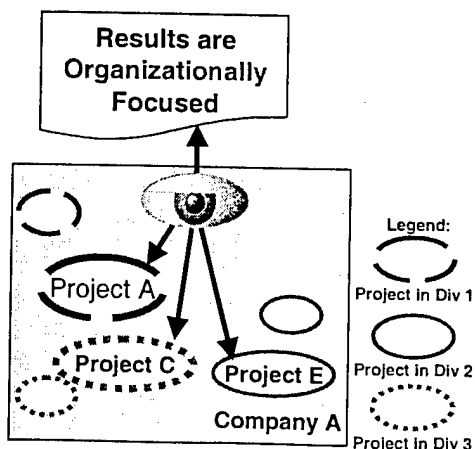 Results are
Organizationally
Focused
Legend:
Project A
Project in Div 1
Project C
Project E
Project in Div 2
Company A
Project in Div 3